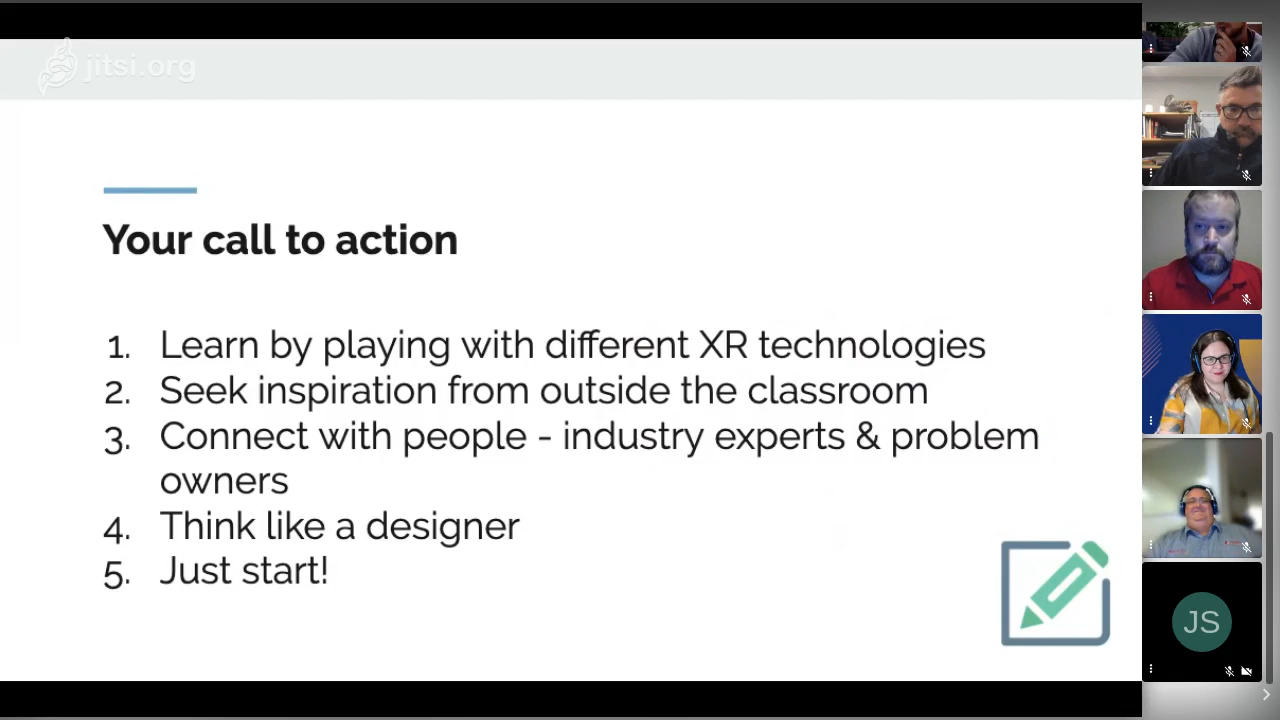 jitsi.org
Your call to action
1. Learn by playing with different XR technologies
2. Seek inspiration from outside the classroom
3. Connect with people - industry experts & problem
owners
4. Think like a designer
5. Just start!
JS